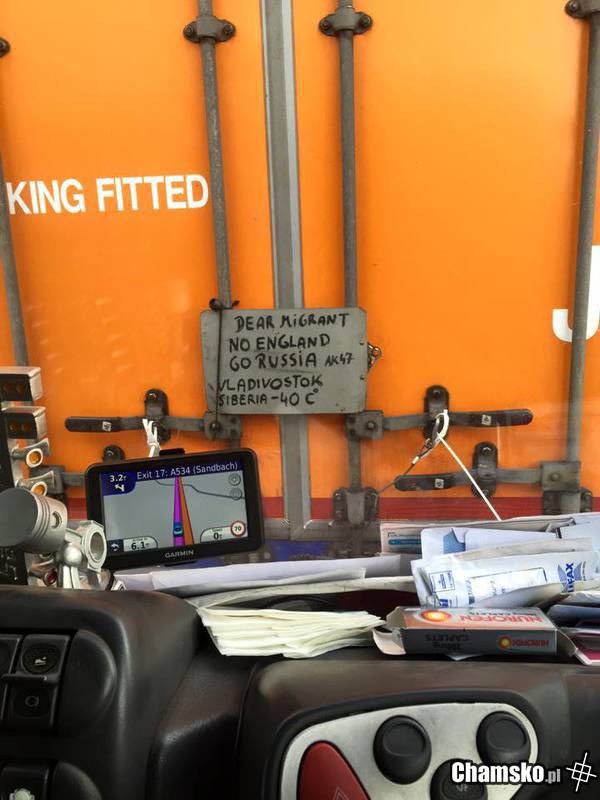 KING FITTED
J
DEAR MIGRANT
NO ENGLAND
GO RUSSIA AK47
VLADIVOSTOK
SIBERIA -40 C°
3.2
Exit 17: A534 (Sandbach)
6.1
0
70
GARMIN
NUROFEN
CAPLETS
Chamsko.pl